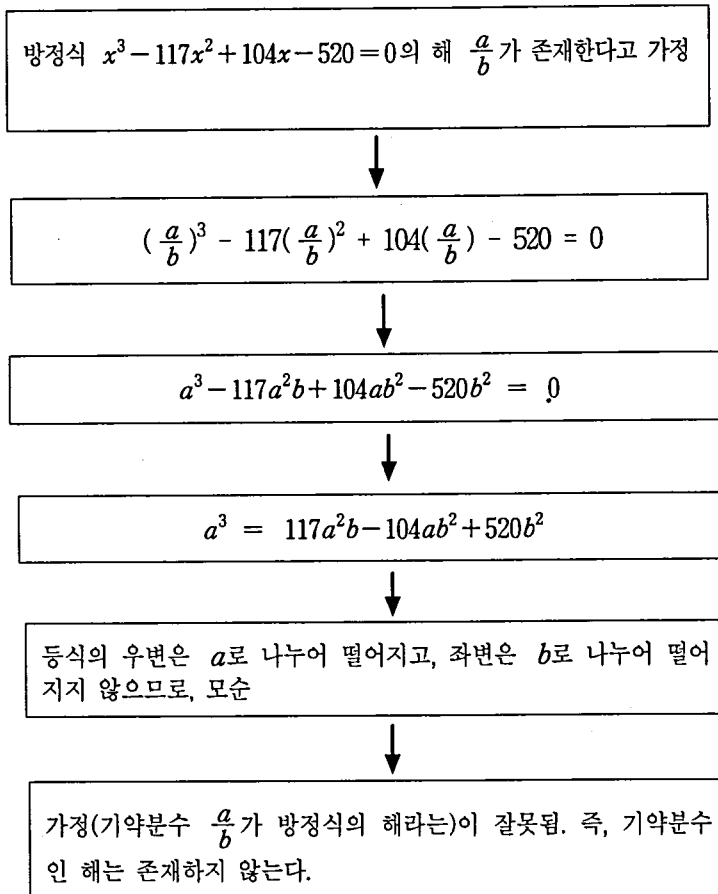 방정식 x³－117x²＋104x－520＝0의 해 a/b가 존재한다고 가정
(a/b)³ - 117(a/b)² + 104(a/b) - 520 = 0
a³－117a²b＋104ab²－520b² = 0
a³ = 117a²b－104ab²＋520b²
등식의 우변은 a로 나누어 떨어지고, 좌변은 b로 나누어 떨어
지지 않으므로, 모순
가정(기약분수 a/b가 방정식의 해라는)이 잘못됨. 즉, 기약분수
인 해는 존재하지 않는다.